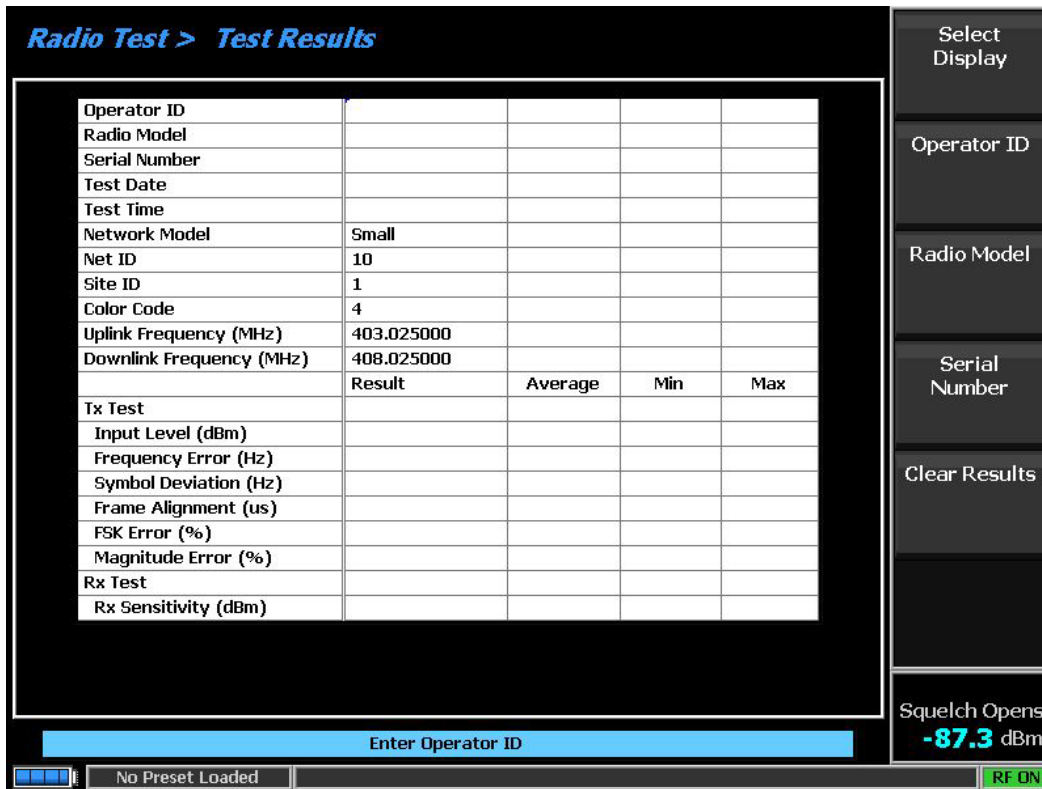 Radio Test > Test Results
Operator ID
Radio Model
Serial Number
Test Date
Test Time
Network Model Small
Net ID 10
Site ID 1
Color Code 4
Uplink Frequency (MHz) 403.025000
Downlink Frequency (MHz) 408.025000
Result Average Min Max
Tx Test
Input Level (dBm)
Frequency Error (Hz)
Symbol Deviation (Hz)
Frame Alignment (us)
FSK Error (%)
Magnitude Error (%)
Rx Test
Rx Sensitivity (dBm)
Enter Operator ID
No Preset Loaded
Select
Display
Operator ID
Radio Model
Serial
Number
Clear Results
Squelch Opens
-87.3 dBm
RF ON